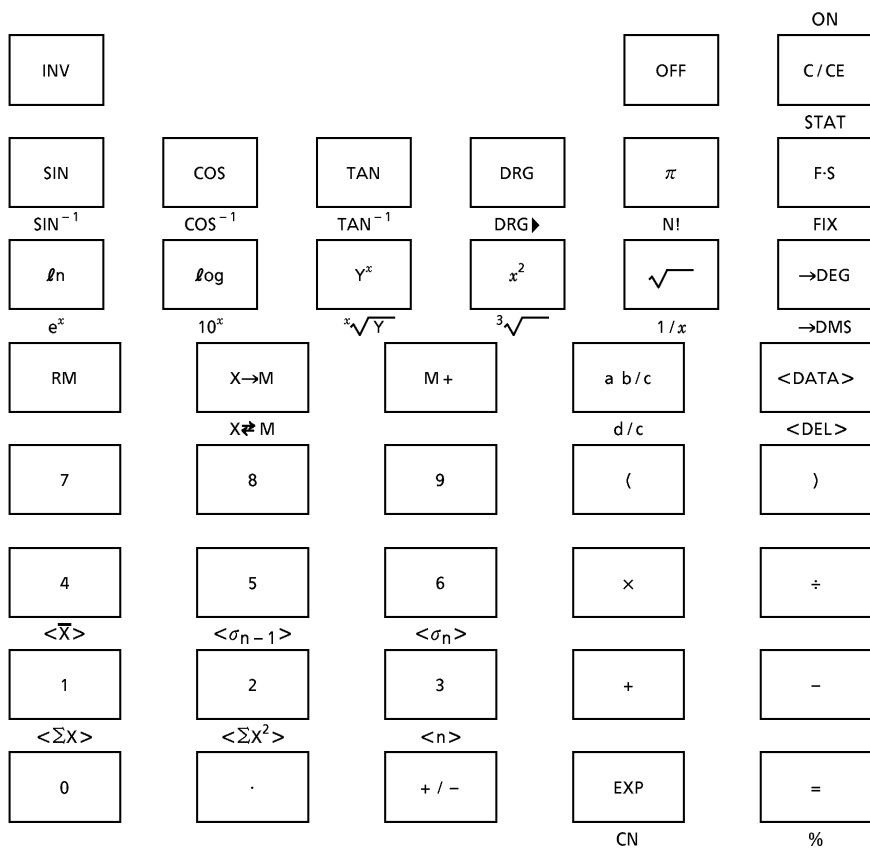 ON
INV OFF C/CE
STAT
SIN COS TAN DRG π F·S
SIN⁻¹ COS⁻¹ TAN⁻¹ DRG▶ N! FIX
ℓn ℓog Yˣ x² √ →DEG
eˣ 10ˣ ˣ√Y ³√ 1/x →DMS
RM X→M M+ a b/c <DATA>
X⇄M d/c <DEL>
7 8 9 ( )
4 5 6 × ÷
<X̅> <σn−1> <σn>
1 2 3 + −
<ΣX> <ΣX²> <n>
0 · +/− EXP =
CN %